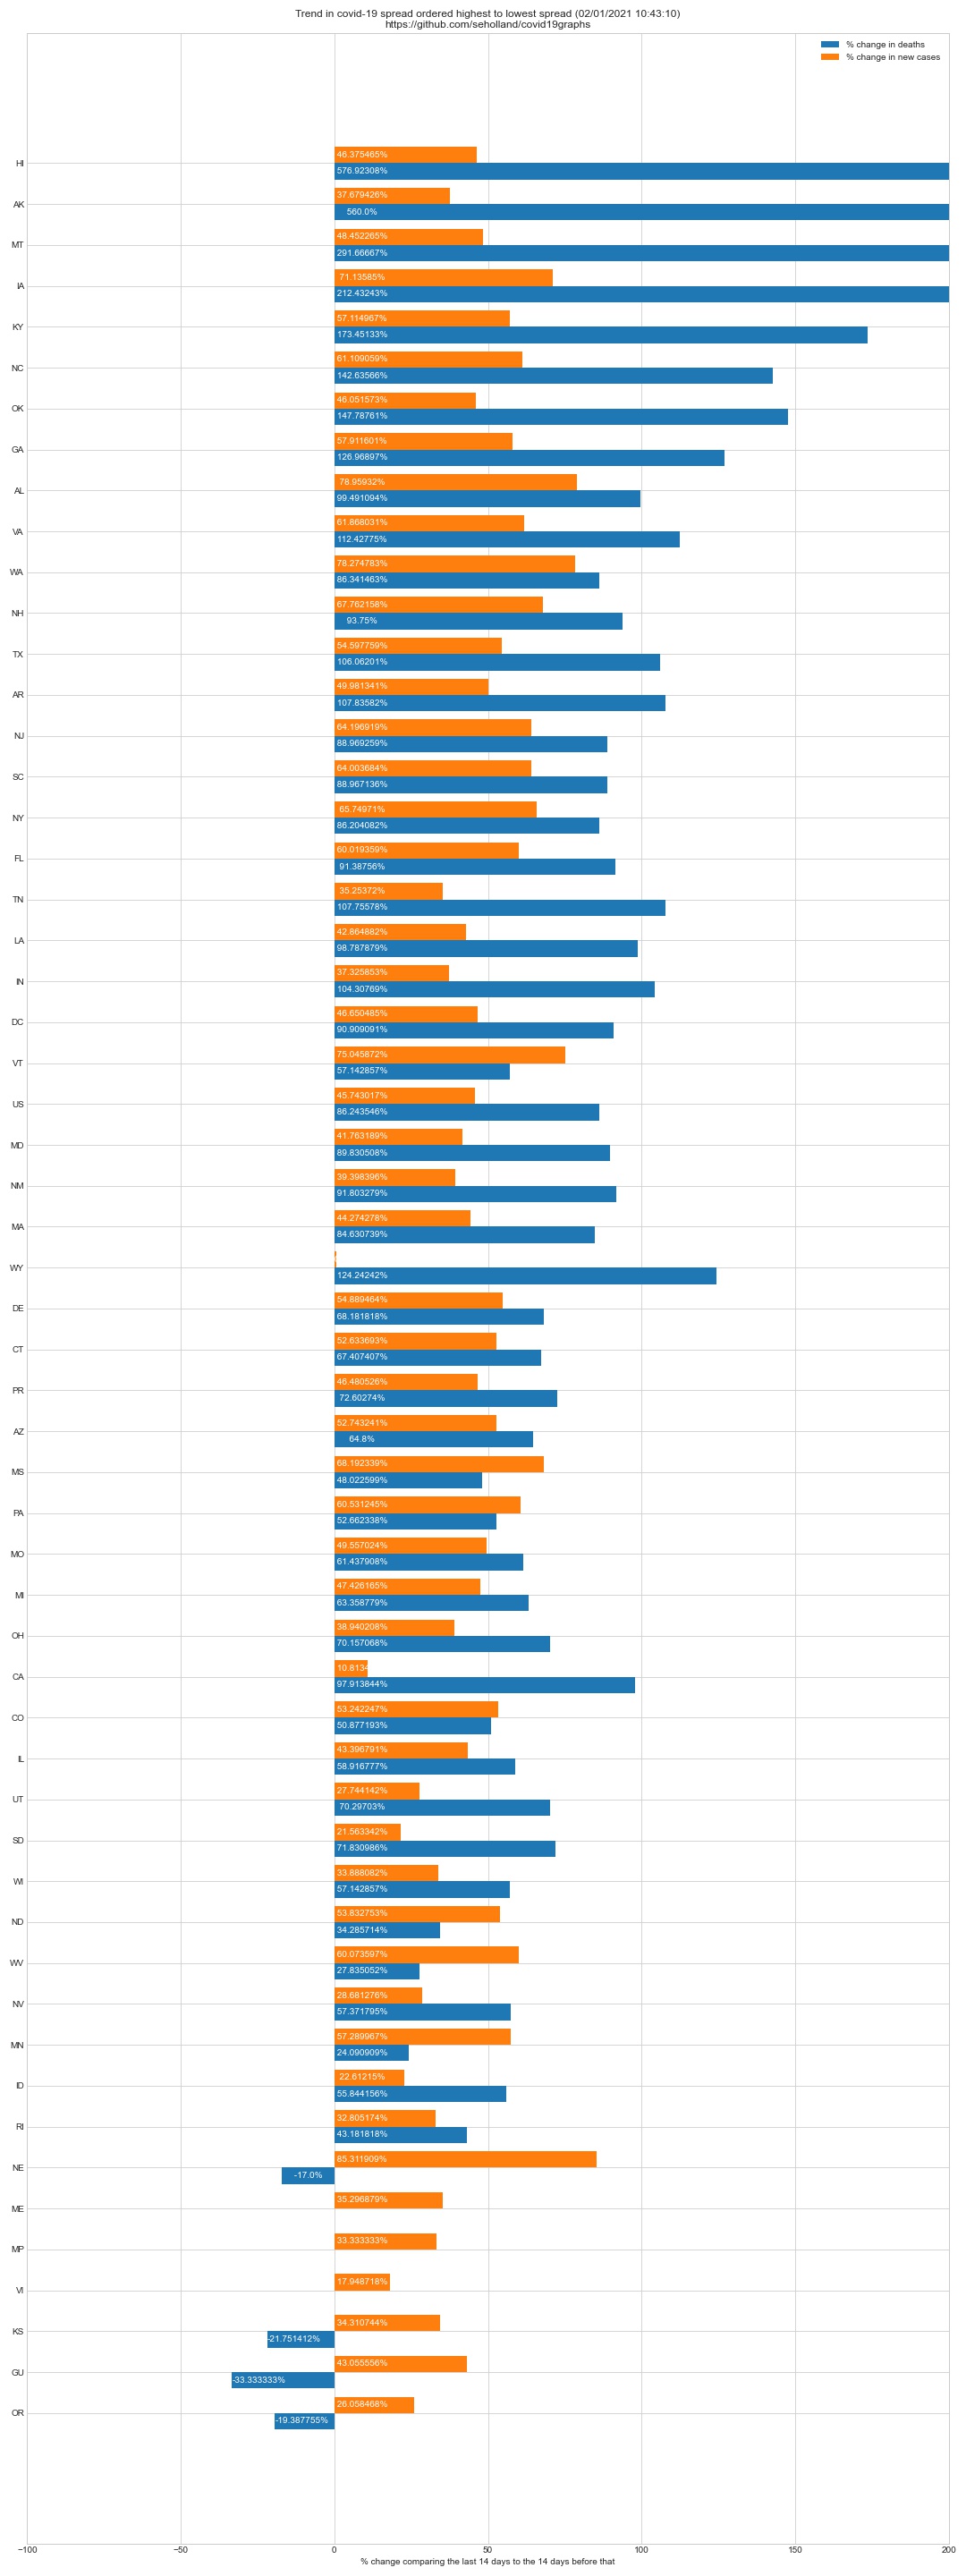 Trend in covid-19 spread ordered highest to lowest spread (02/01/2021 10:43:10)
https://github.com/seholland/covid19graphs
% change in deaths
% change in new cases
46.375465%
HI
576.92308%
37.679426%
AK
560.0%
48.452265%
MT
291.66667%
71.13585%
IA
212.43243%
57.114967%
KY
173.45133%
61.109059%
NC
142.63566%
46.051573%
OK
147.78761%
57.911601%
GA
126.96897%
78.95932%
AL
99.491094%
61.868031%
VA
112.42775%
78.274783%
WA
86.341463%
67.762158%
NH
93.75%
54.597759%
TX
106.06201%
49.981341%
AR
107.83582%
64.196919%
NJ
88.969259%
64.003684%
SC
88.967136%
65.74971%
NY
86.204082%
60.019359%
FL
91.38756%
35.25372%
TN
107.75578%
42.864882%
LA
98.787879%
37.325853%
IN
104.30769%
46.650485%
DC
90.909091%
75.045872%
VT
57.142857%
45.743017%
US
86.243546%
41.763189%
MD
89.830508%
39.398396%
NM
91.803279%
44.274278%
MA
84.630739%
WY
124.24242%
54.889464%
DE
68.181818%
52.633693%
CT
67.407407%
46.480526%
PR
72.60274%
52.743241%
AZ
64.8%
68.192339%
MS
48.022599%
60.531245%
PA
52.662338%
49.557024%
MO
61.437908%
47.426165%
MI
63.358779%
38.940208%
OH
70.157068%
10.813
CA
97.913844%
53.242247%
CO
50.877193%
43.396791%
IL
58.916777%
27.744142%
UT
70.29703%
21.563342%
SD
71.830986%
33.888082%
WI
57.142857%
53.832753%
ND
34.285714%
60.073597%
WV
27.835052%
28.681276%
NV
57.371795%
57.289967%
MN
24.090909%
22.61215%
ID
55.844156%
32.805174%
RI
43.181818%
85.311909%
NE
-17.0%
35.296879%
ME
33.333333%
MP
17.948718%
VI
34.310744%
KS
-21.751412%
43.055556%
GU
-33.333333%
26.058468%
OR
-19.387755%
−100 −50 0 50 100 150 200
% change comparing the last 14 days to the 14 days before that